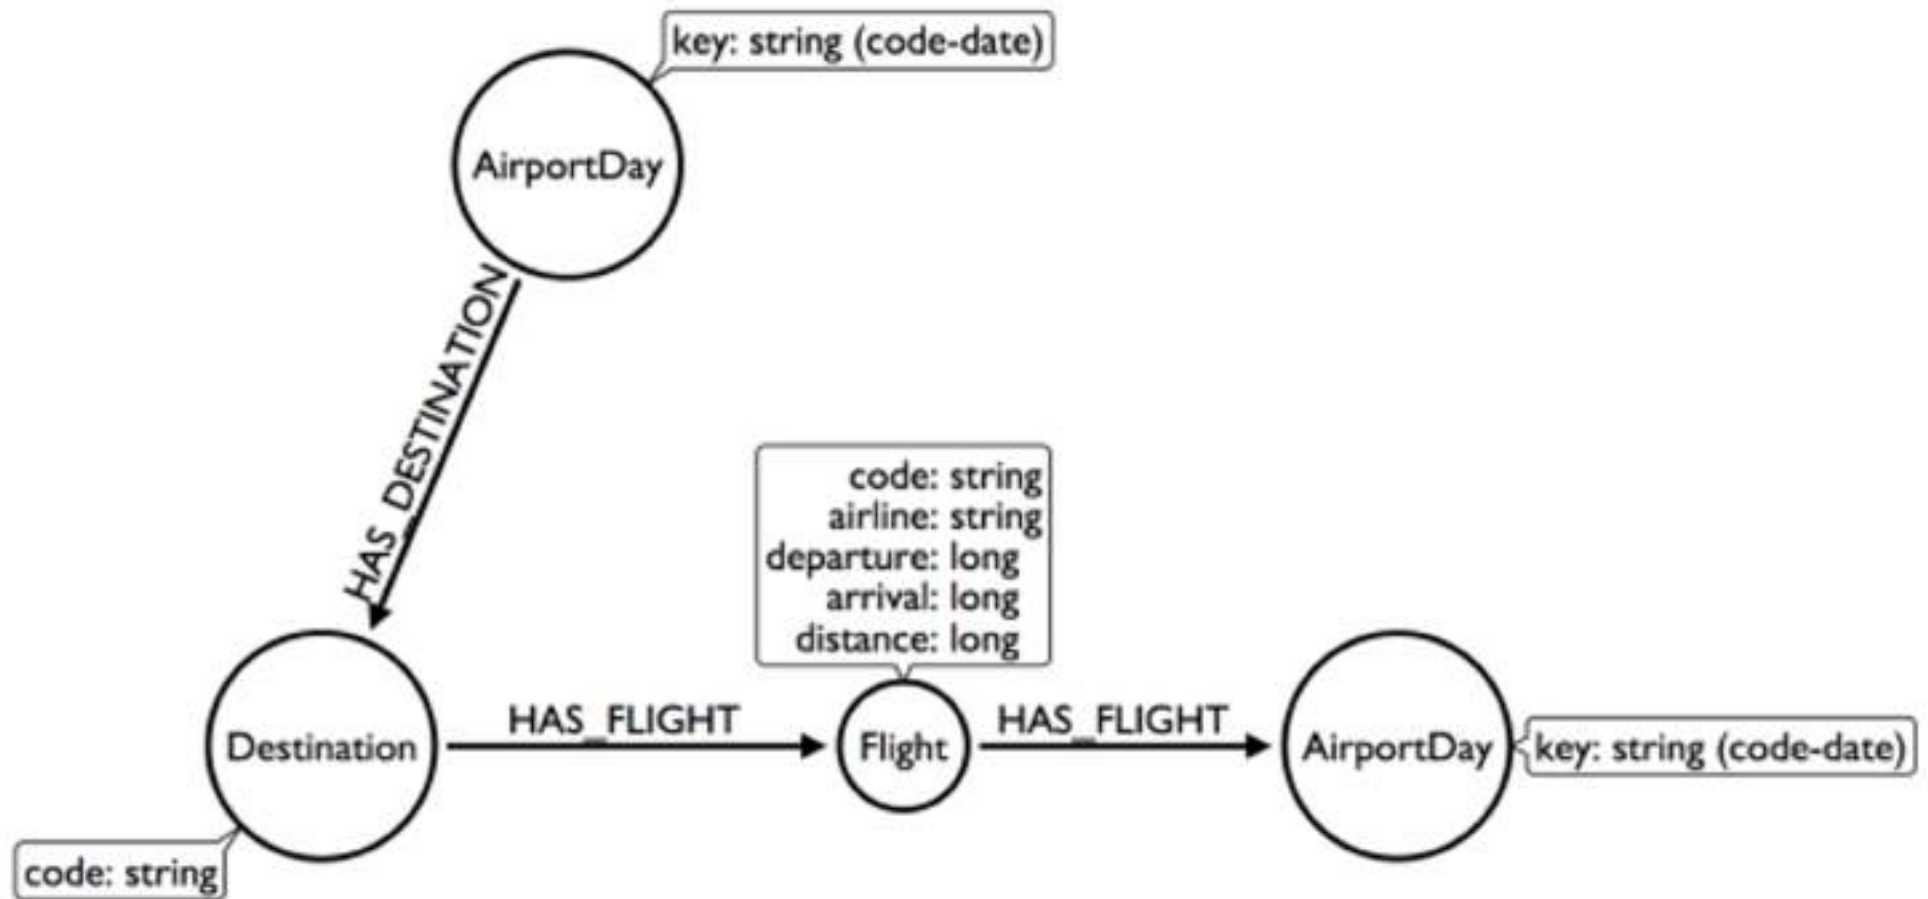 key: string (code-date)
AirportDay
HAS_DESTINATION
code: string
airline: string
departure: long
arrival: long
distance: long
Destination
HAS_FLIGHT
Flight
HAS_FLIGHT
AirportDay
key: string (code-date)
code: string